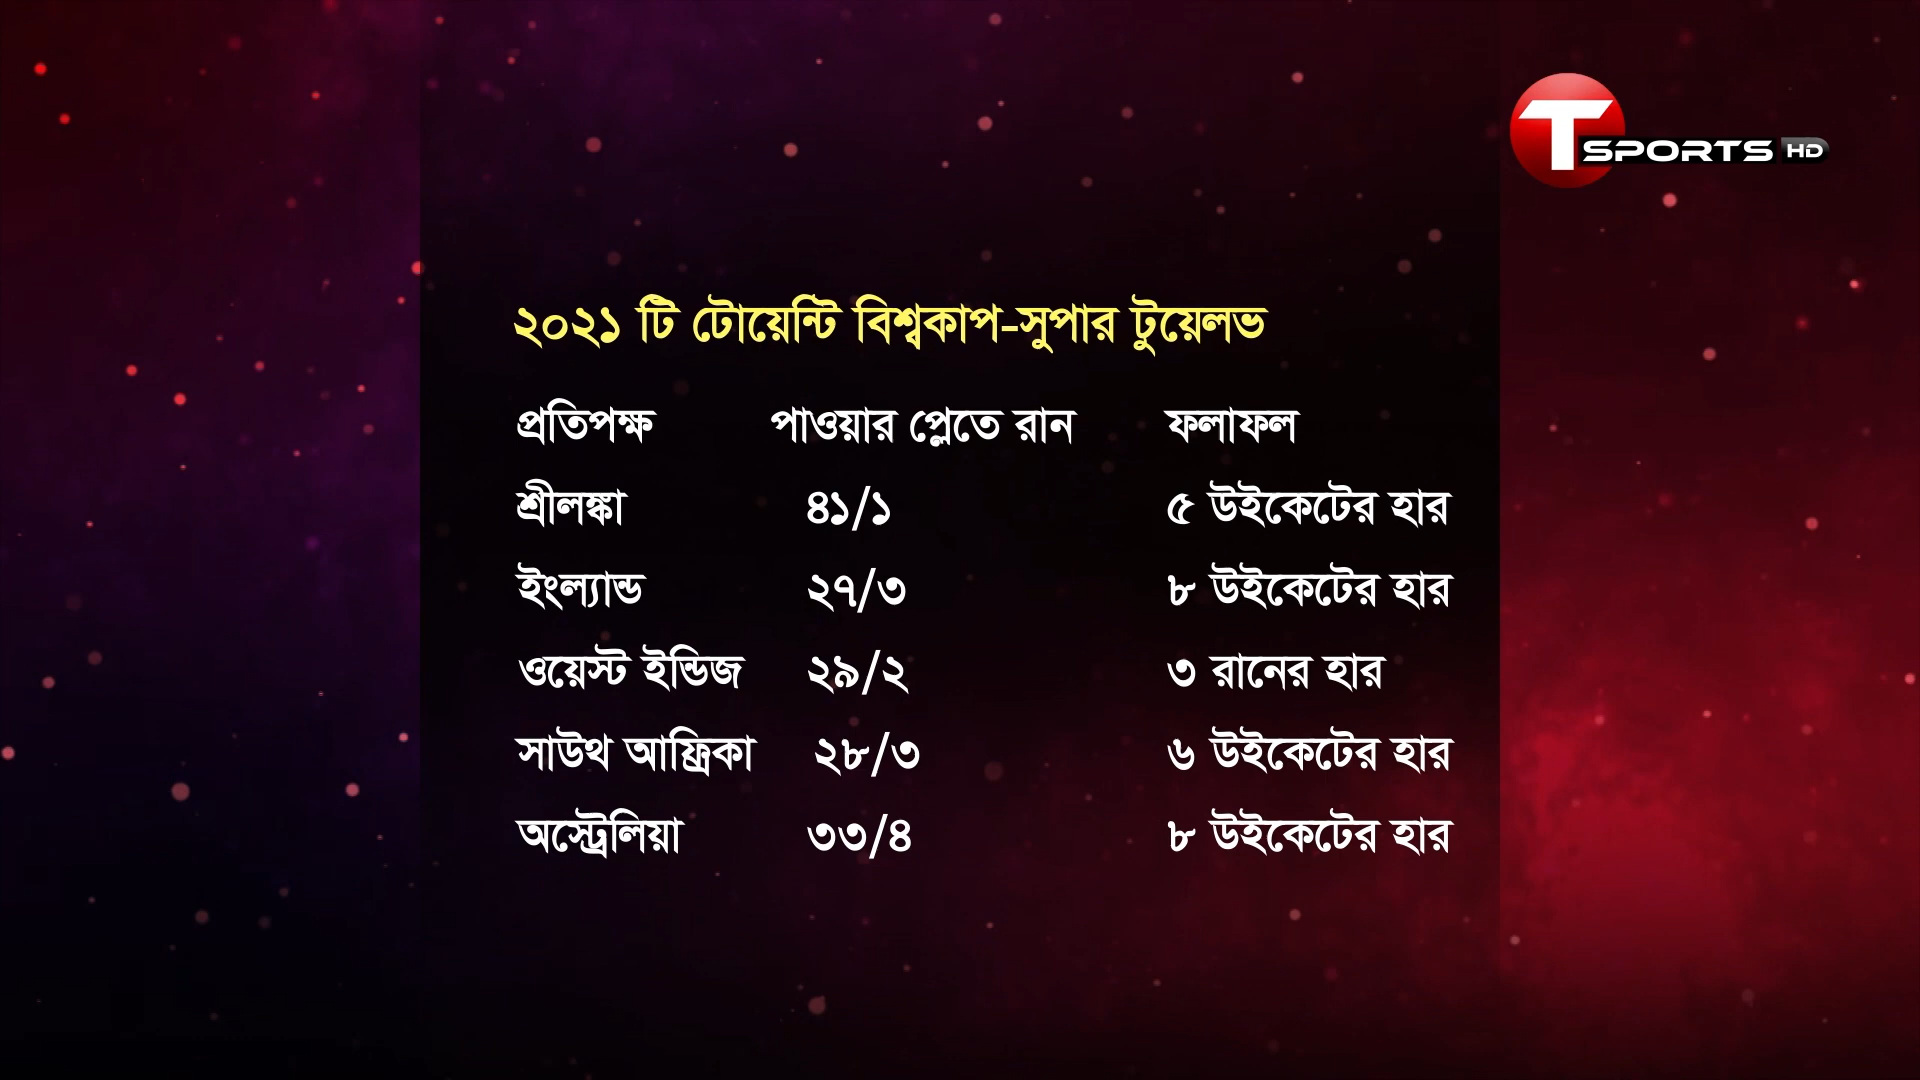 T SPORTS HD
২০২১ টি টোয়েন্টি বিশ্বকাপ-সুপার টুয়েলভ
প্রতিপক্ষ পাওয়ার প্লেতে রান ফলাফল
শ্রীলঙ্কা ৪১/১ ৫ উইকেটের হার
ইংল্যান্ড ২৭/৩ ৮ উইকেটের হার
ওয়েস্ট ইন্ডিজ ২৯/২ ৩ রানের হার
সাউথ আফ্রিকা ২৮/৩ ৬ উইকেটের হার
অস্ট্রেলিয়া ৩৩/৪ ৮ উইকেটের হার